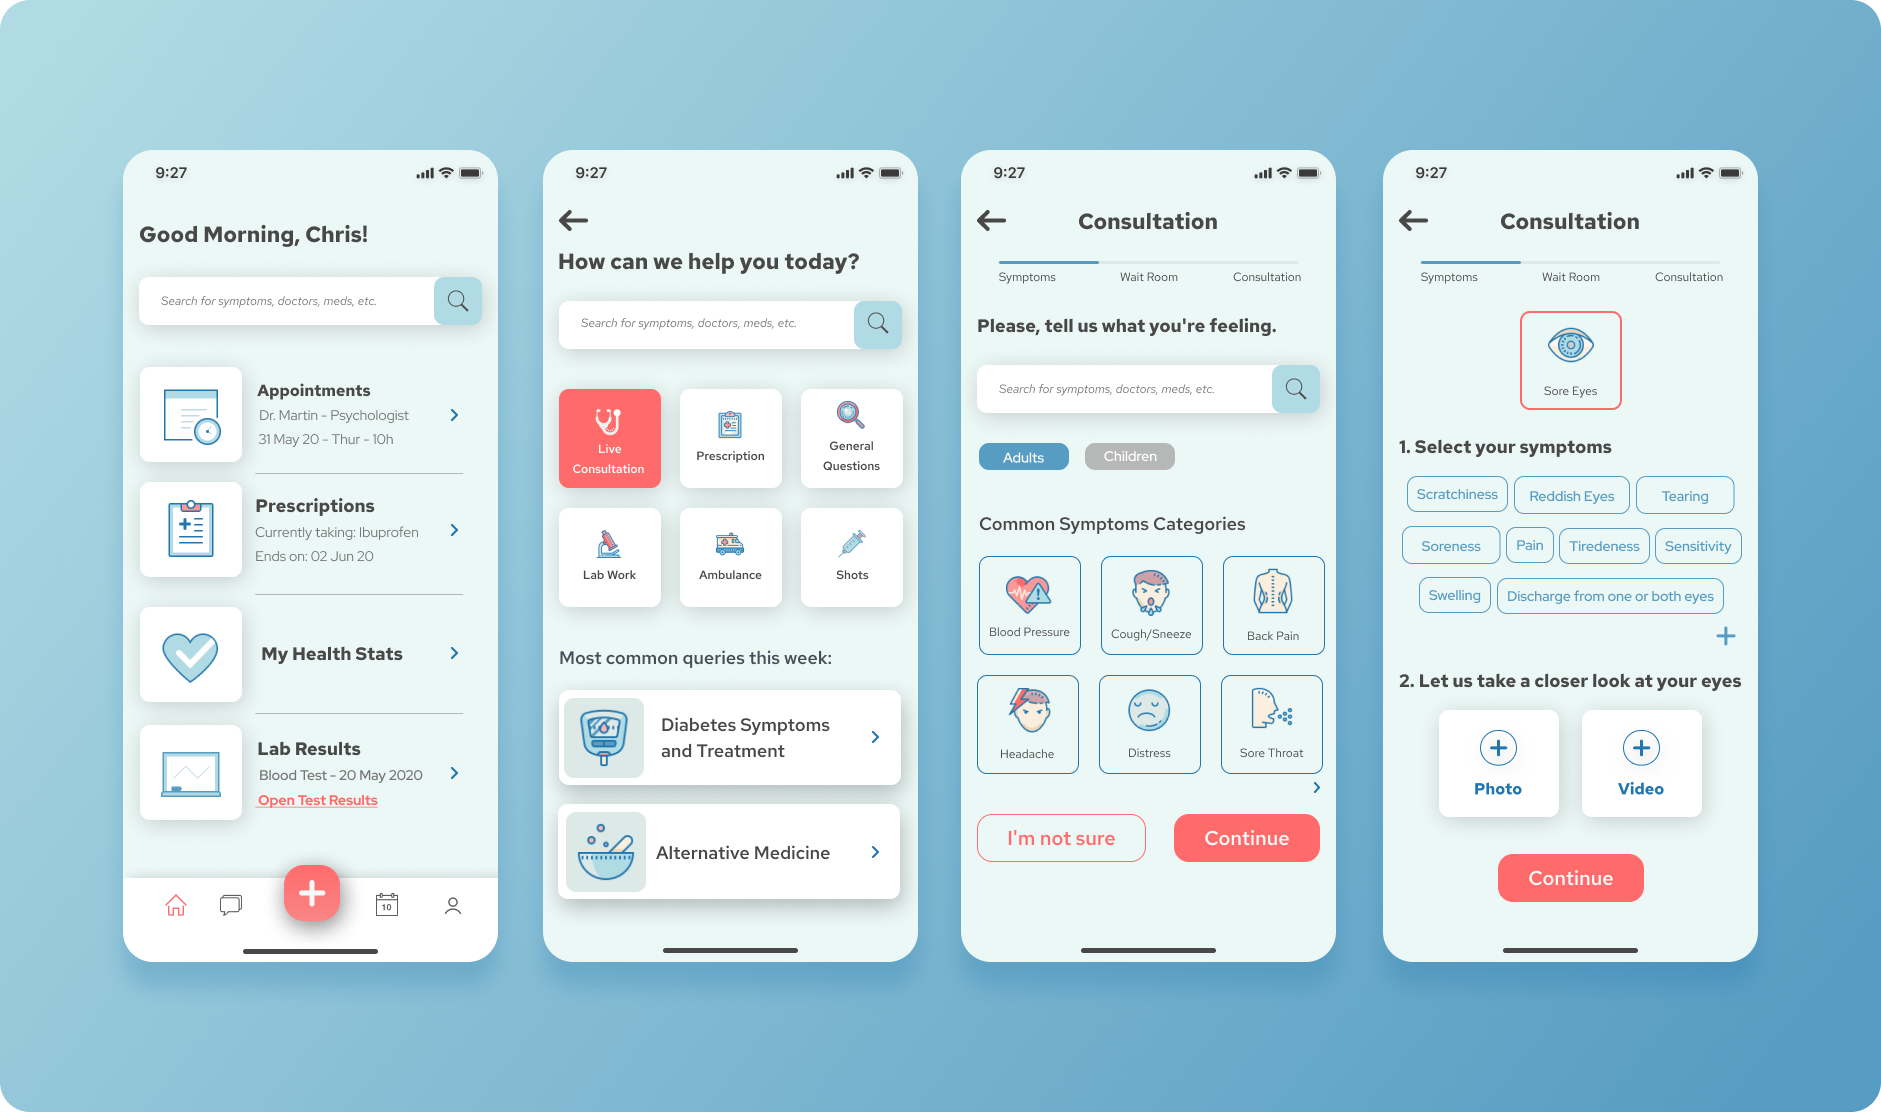 9:27
Good Morning, Chris!
Search for symptoms, doctors, meds, etc.
Appointments
Dr. Martin - Psychologist
31 May 20 - Thur - 10h
Prescriptions
Currently taking: Ibuprofen
Ends on: 02 Jun 20
My Health Stats
Lab Results
Blood Test - 20 May 2020
Open Test Results
10
9:27
How can we help you today?
Search for symptoms, doctors, meds, etc.
Live
Consultation
Prescription
General
Questions
Lab Work
Ambulance
Shots
Most common queries this week:
Diabetes Symptoms
and Treatment
Alternative Medicine
9:27
Consultation
Symptoms
Wait Room
Consultation
Please, tell us what you're feeling.
Search for symptoms, doctors, meds, etc.
Adults
Children
Common Symptoms Categories
Blood Pressure
Cough/Sneeze
Back Pain
Headache
Distress
Sore Throat
I'm not sure
Continue
9:27
Consultation
Symptoms
Wait Room
Consultation
Sore Eyes
1. Select your symptoms
Scratchiness
Reddish Eyes
Tearing
Soreness
Pain
Tiredeness
Sensitivity
Swelling
Discharge from one or both eyes
2. Let us take a closer look at your eyes
Photo
Video
Continue